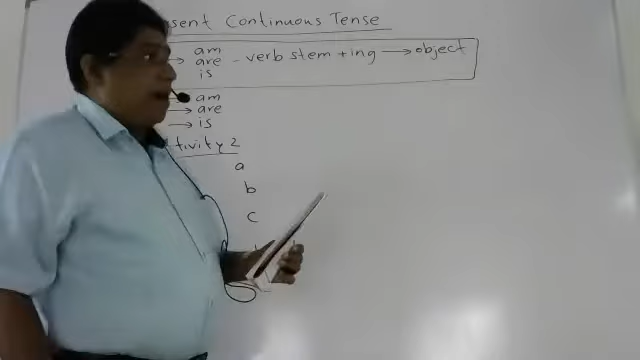 sent Continuous Tense
am
→ are - verb stem + ing → object
is
→ am
→ are
→ is
tivity 2
a
b
c